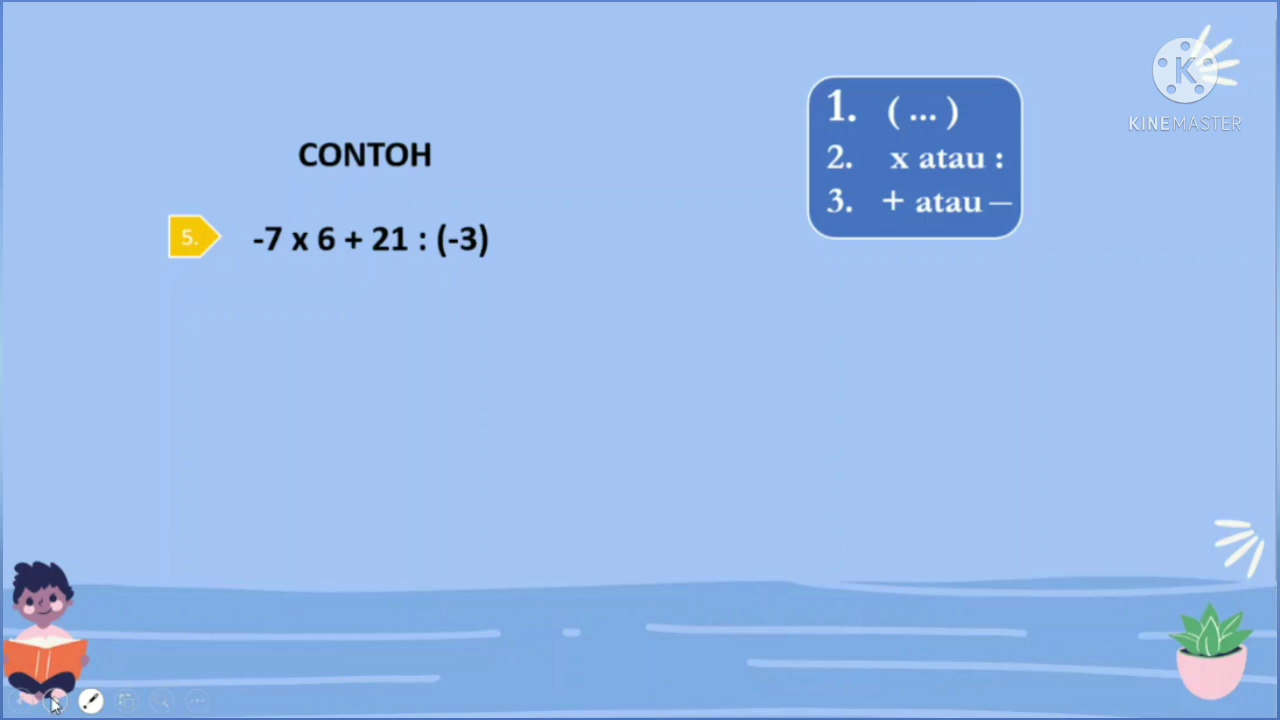 KINEMASTER
CONTOH
5. -7 x 6 + 21 : (-3)
1. ( ... )
2. x atau :
3. + atau –